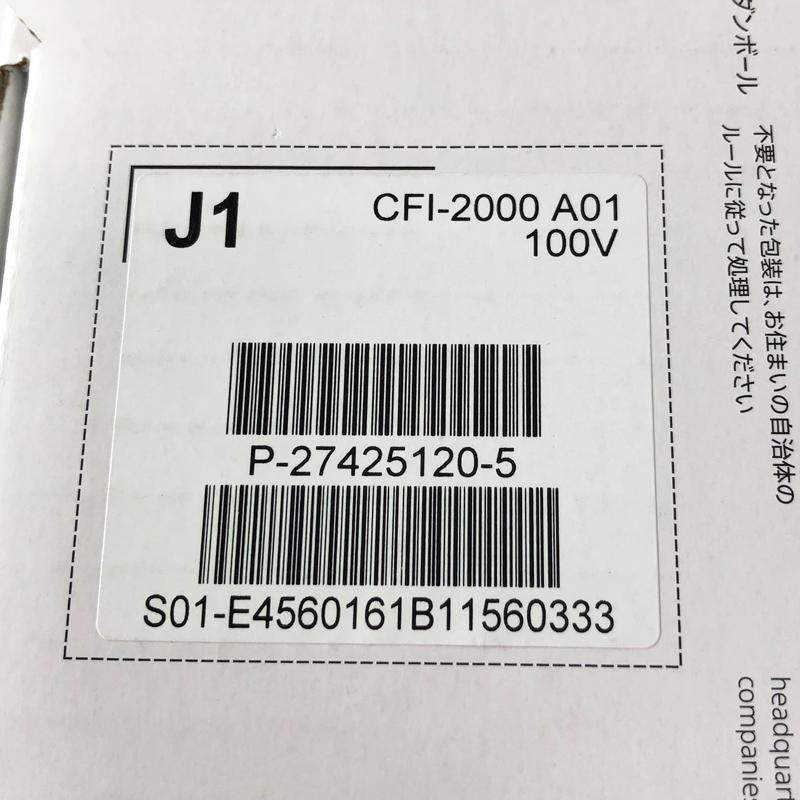 J1
CFI-2000 A01
100V
P-27425120-5
S01-E4560161B11560333
ダンボール
不要となった包装は、お住まいの自治体の
ルールに従って処理してください
headquart
companies